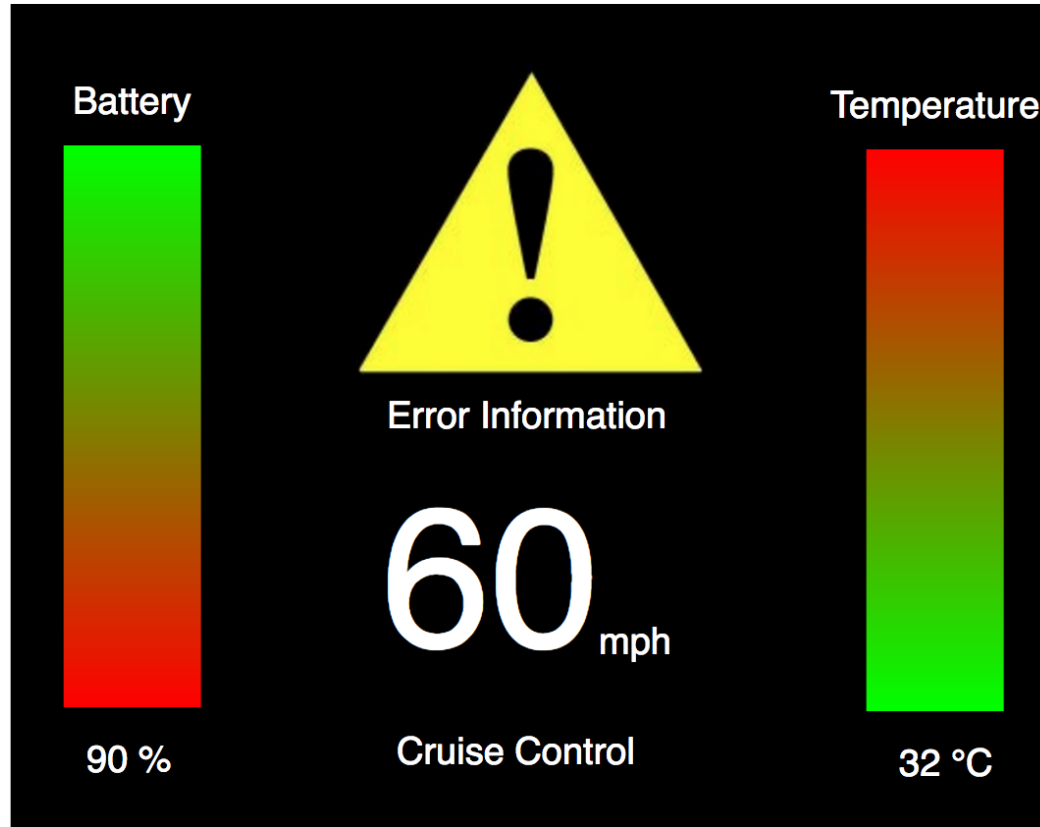 Battery
Temperature
Error Information
60 mph
90 %
Cruise Control
32 °C